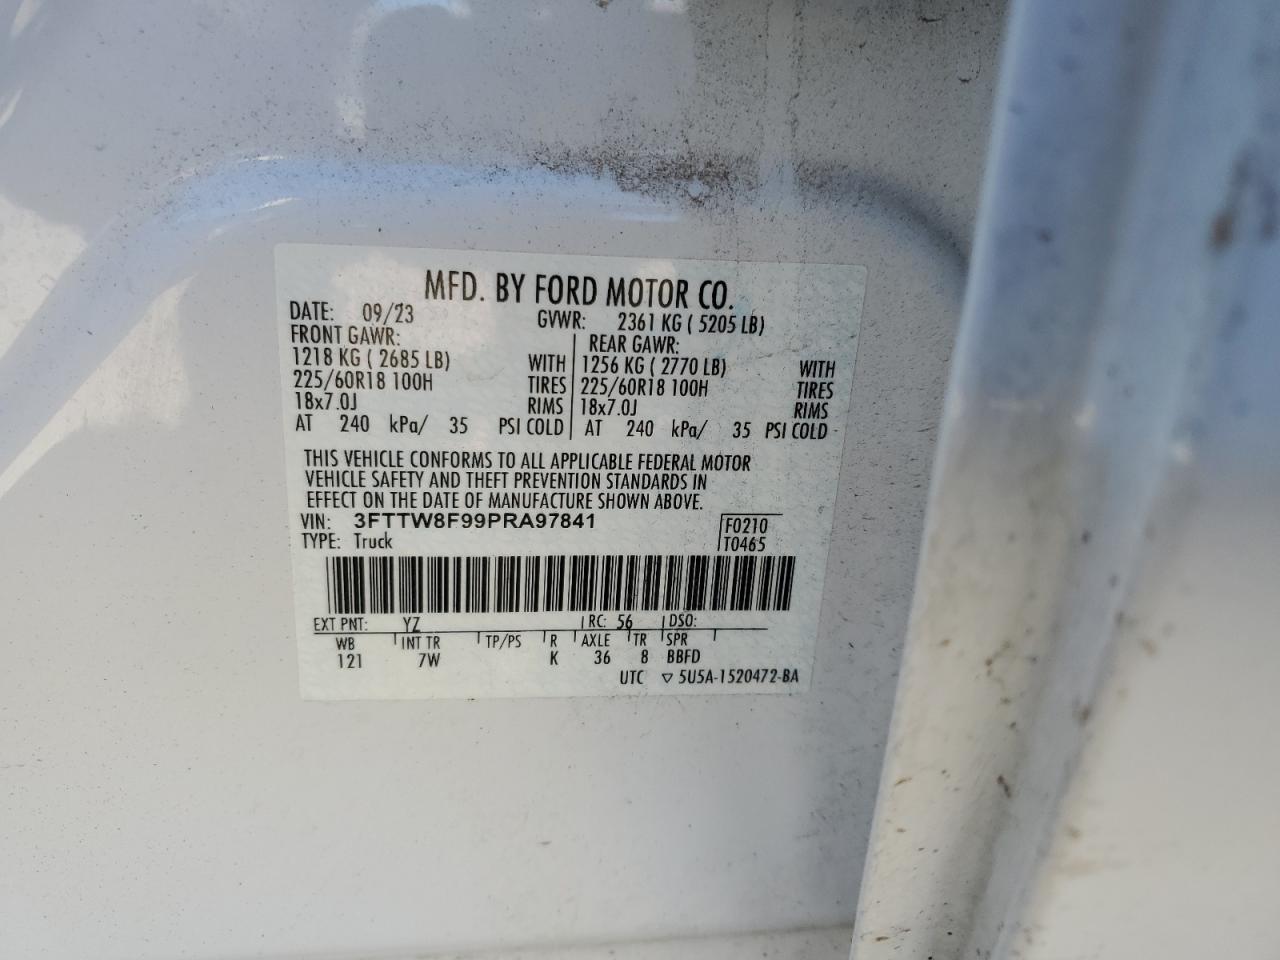 MFD. BY FORD MOTOR CO.
DATE: 09/23 GVWR: 2361 KG ( 5205 LB)
FRONT GAWR: REAR GAWR:
1218 KG ( 2685 LB) WITH 1256 KG ( 2770 LB) WITH
225/60R18 100H TIRES 225/60R18 100H TIRES
18x7.0J RIMS 18x7.0J RIMS
AT 240 kPa/ 35 PSI COLD AT 240 kPa/ 35 PSI COLD
THIS VEHICLE CONFORMS TO ALL APPLICABLE FEDERAL MOTOR
VEHICLE SAFETY AND THEFT PREVENTION STANDARDS IN
EFFECT ON THE DATE OF MANUFACTURE SHOWN ABOVE.
VIN: 3FTTW8F99PRA97841 F0210
TYPE: Truck T0465
EXT PNT: YZ RC: 56 DSO:
WB INT TR TP/PS R AXLE TR SPR
121 7W K 36 8 BBFD
UTC ▽ 5U5A-1520472-BA